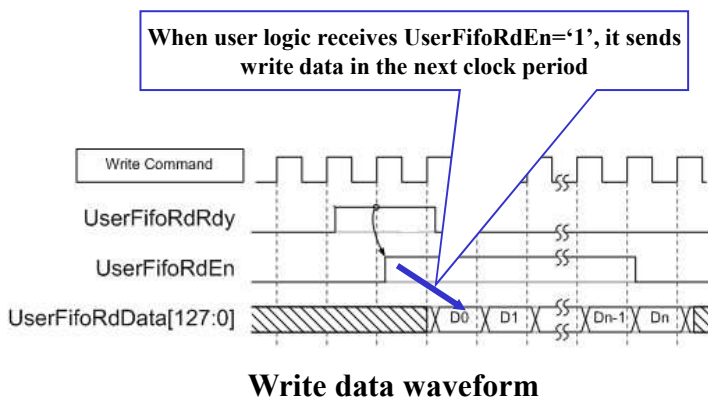 When user logic receives UserFifoRdEn=‘1’, it sends
write data in the next clock period
Write Command
UserFifoRdRdy
UserFifoRdEn
UserFifoRdData[127:0]
D0 D1 Dn-1 Dn
Write data waveform